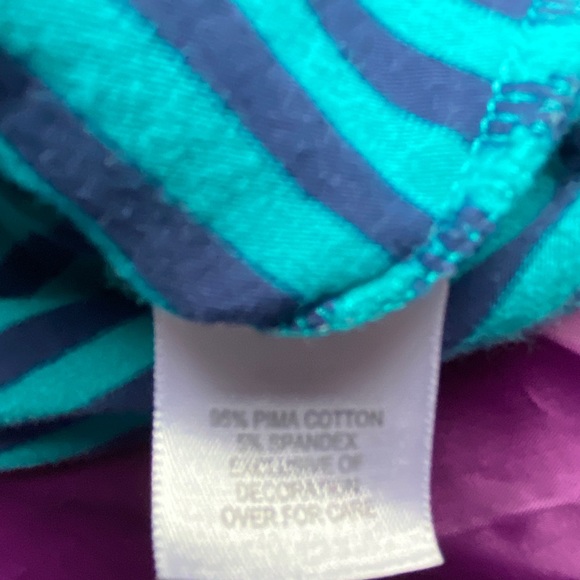 95% PIMA COTTON
5% SPANDEX
EXCLUSIVE OF
DECORATION
OVER FOR CARE